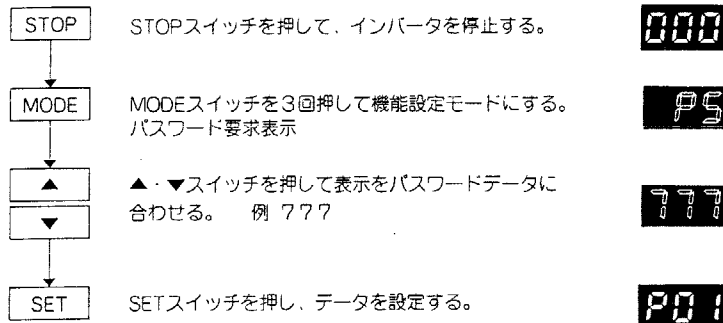 STOP STOPスイッチを押して、インバータを停止する。 000
MODE MODEスイッチを3回押して機能設定モードにする。 PS
パスワード要求表示
▲ ▲・▼スイッチを押して表示をパスワードデータに
▼ 合わせる。 例 777 777
SET SETスイッチを押し、データを設定する。 P01